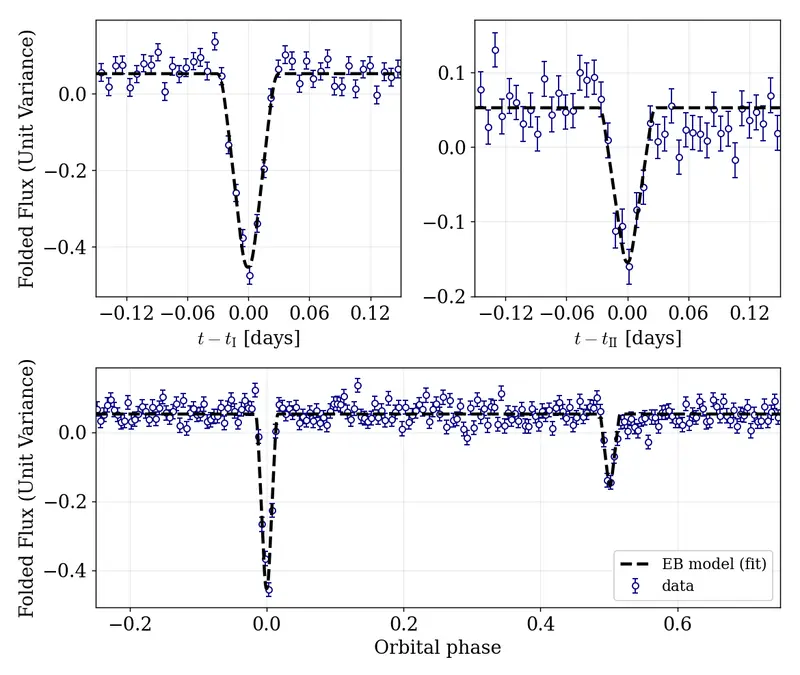 Folded Flux (Unit Variance)
0.0
−0.2
−0.4
−0.12 −0.06 0.00 0.06 0.12
t − tI [days]
0.1
0.0
−0.1
−0.2
−0.12 −0.06 0.00 0.06 0.12
t − tII [days]
Folded Flux (Unit Variance)
0.0
−0.2
−0.4
−0.2 0.0 0.2 0.4 0.6
Orbital phase
EB model (fit)
data